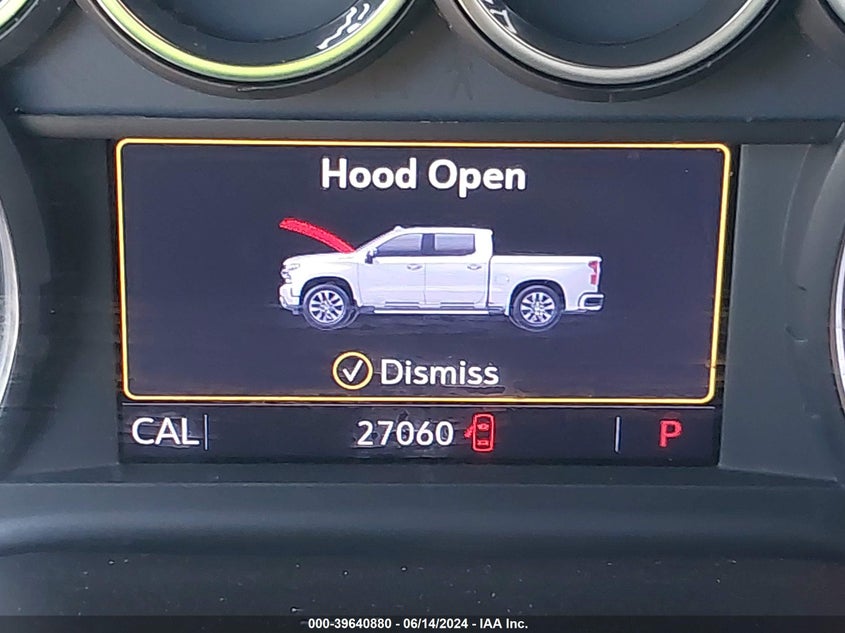 Hood Open
Dismiss
CAL
27060
P
000-39640880 - 06/14/2024 - IAA Inc.